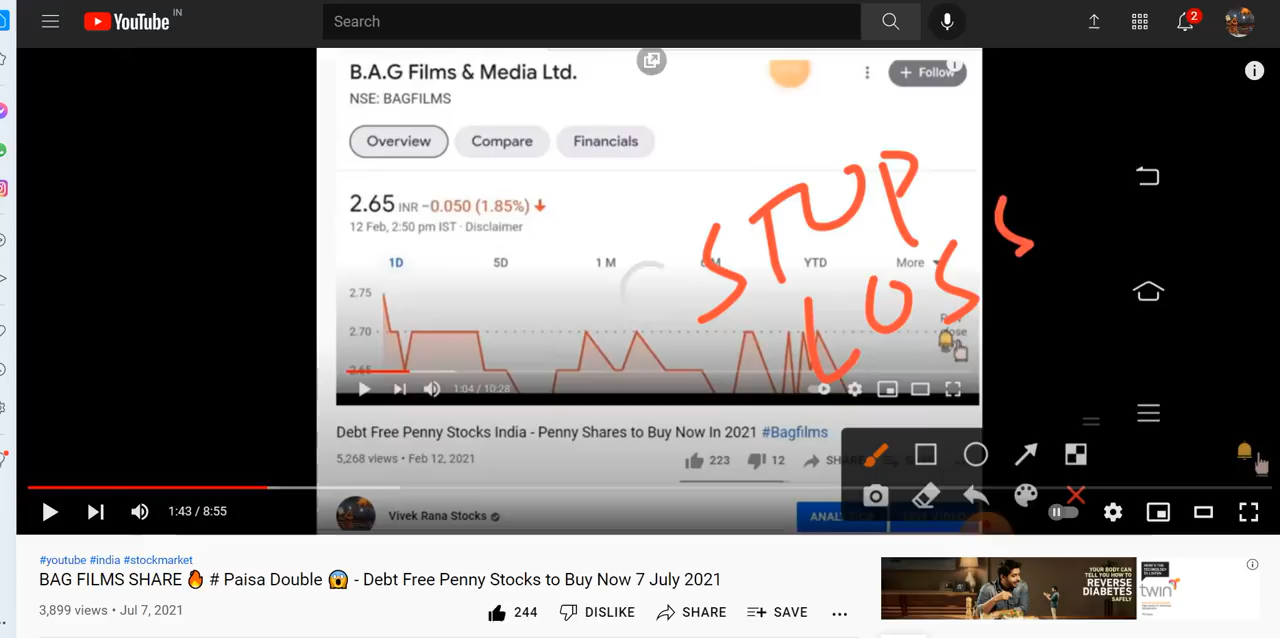 YouTube IN
Search
2
B.A.G Films & Media Ltd.
NSE: BAGFILMS
+ Follow
Overview
Compare
Financials
2.65 INR −0.050 (1.85%) ↓
12 Feb, 2:50 pm IST · Disclaimer
1D
5D
1 M
YTD
More
STOP
LOSS
2.75
2.70
2.65
close
1:04 / 10:28
Debt Free Penny Stocks India - Penny Shares to Buy Now In 2021 #Bagfilms
5,268 views • Feb 12, 2021
223
12
Vivek Rana Stocks
1:43 / 8:55
#youtube #india #stockmarket
BAG FILMS SHARE 🔥 # Paisa Double 😱 - Debt Free Penny Stocks to Buy Now 7 July 2021
3,899 views • Jul 7, 2021
244
DISLIKE
SHARE
SAVE
YOUR BODY CAN TELL YOU HOW TO
REVERSE
DIABETES
SAFELY
twin